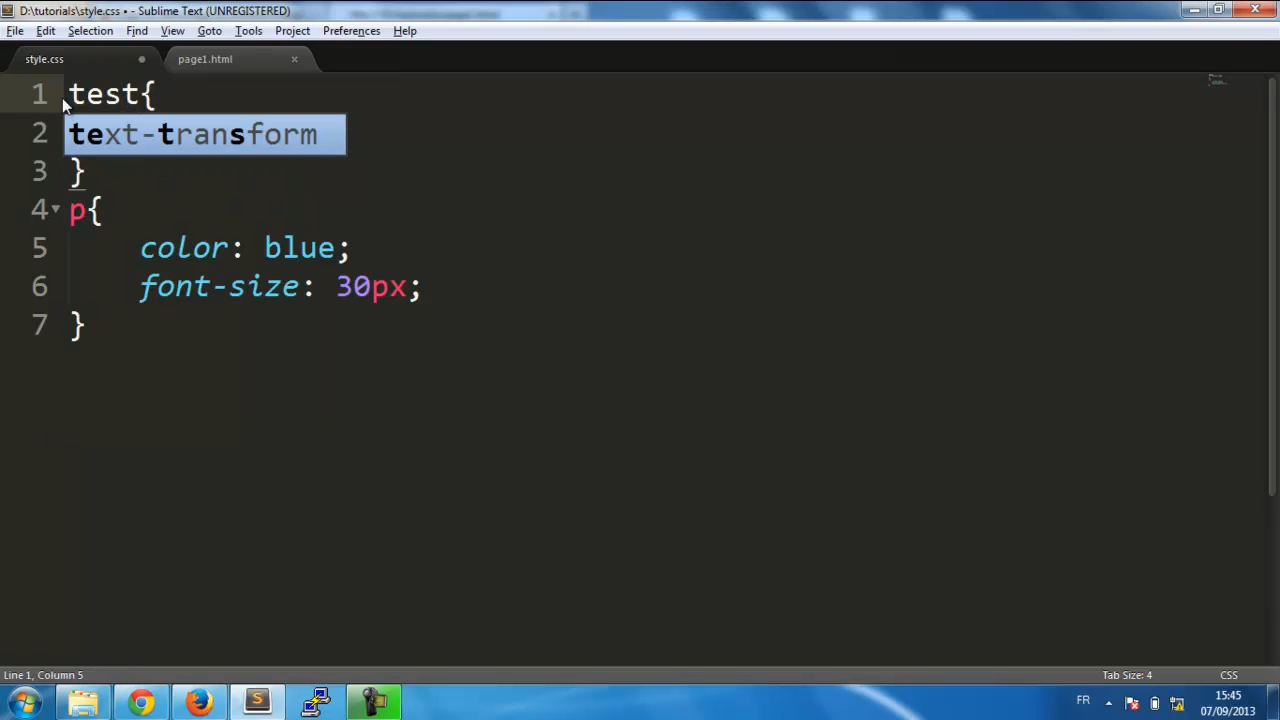 D:\tutorials\style.css • - Sublime Text (UNREGISTERED)
File Edit Selection Find View Goto Tools Project Preferences Help
style.css page1.html
1 test{
2 text-transform
3 }
4 p{
5 color: blue;
6 font-size: 30px;
7 }
Line 1, Column 5 Tab Size: 4 CSS
FR 15:45
07/09/2013